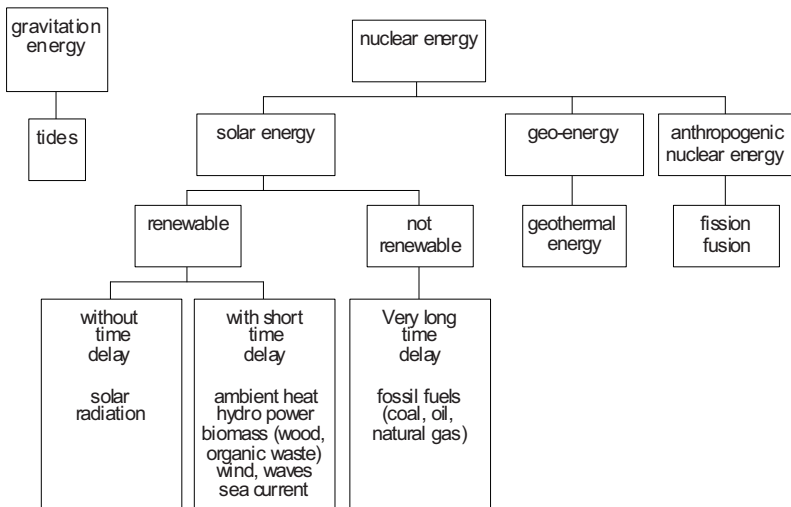 gravitation
energy
tides
nuclear energy
solar energy
geo-energy
anthropogenic
nuclear energy
renewable
not
renewable
geothermal
energy
fission
fusion
without
time
delay
solar
radiation
with short
time
delay
ambient heat
hydro power
biomass (wood,
organic waste)
wind, waves
sea current
Very long
time
delay
fossil fuels
(coal, oil,
natural gas)